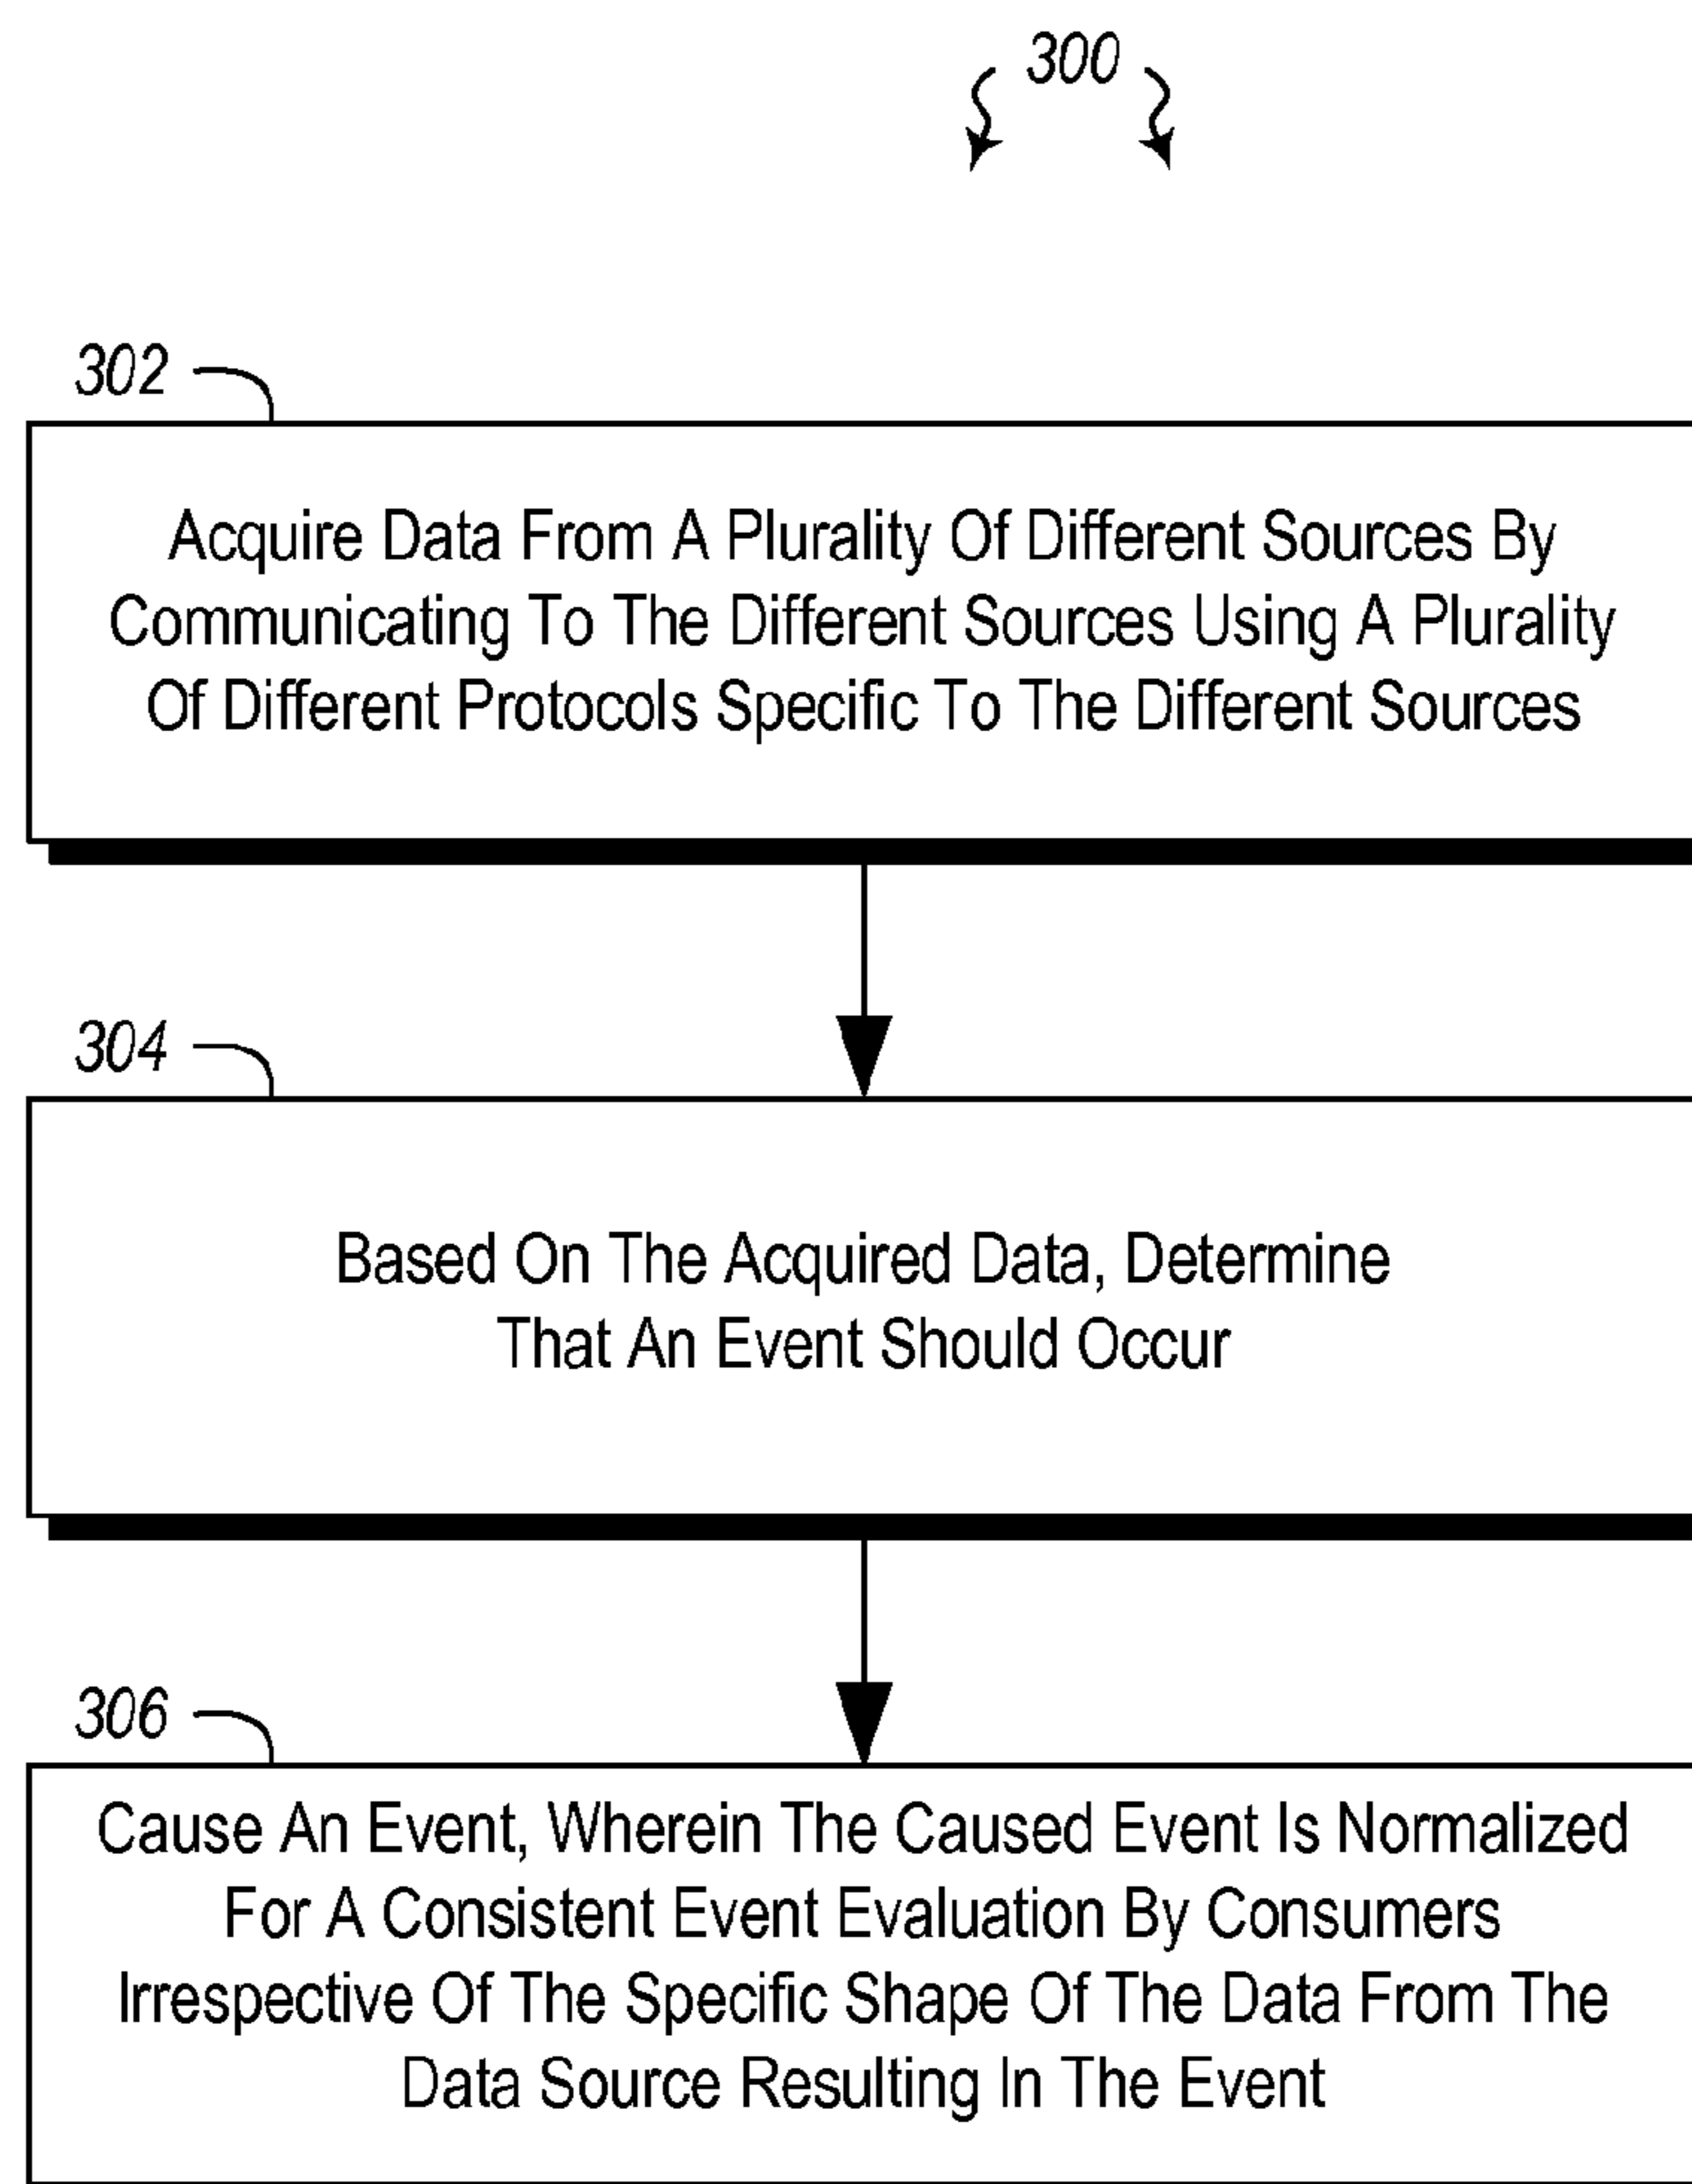 300
302
Acquire Data From A Plurality Of Different Sources By
Communicating To The Different Sources Using A Plurality
Of Different Protocols Specific To The Different Sources
304
Based On The Acquired Data, Determine
That An Event Should Occur
306
Cause An Event, Wherein The Caused Event Is Normalized
For A Consistent Event Evaluation By Consumers
Irrespective Of The Specific Shape Of The Data From The
Data Source Resulting In The Event